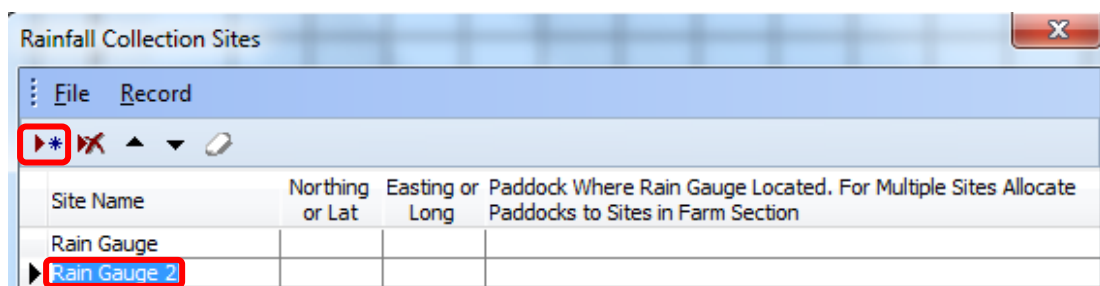 Rainfall Collection Sites
File Record
Site Name
Northing or Lat
Easting or Long
Paddock Where Rain Gauge Located. For Multiple Sites Allocate
Paddocks to Sites in Farm Section
Rain Gauge
Rain Gauge 2